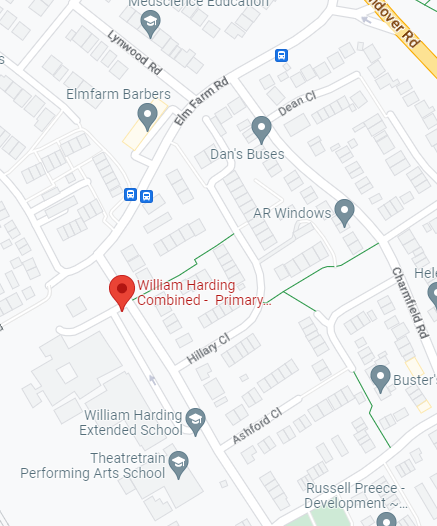 Medscience Education
Lynwood Rd
ndover Rd
s
Elmfarm Barbers
Elm Farm Rd
Dean Cl
Dan's Buses
AR Windows
William Harding
Combined - Primary...
Charmfield Rd
Hele
Hillary Cl
Buster's
William Harding
Extended School
Ashford Cl
Theatretrain
Performing Arts School
Russell Preece -
Development ~...